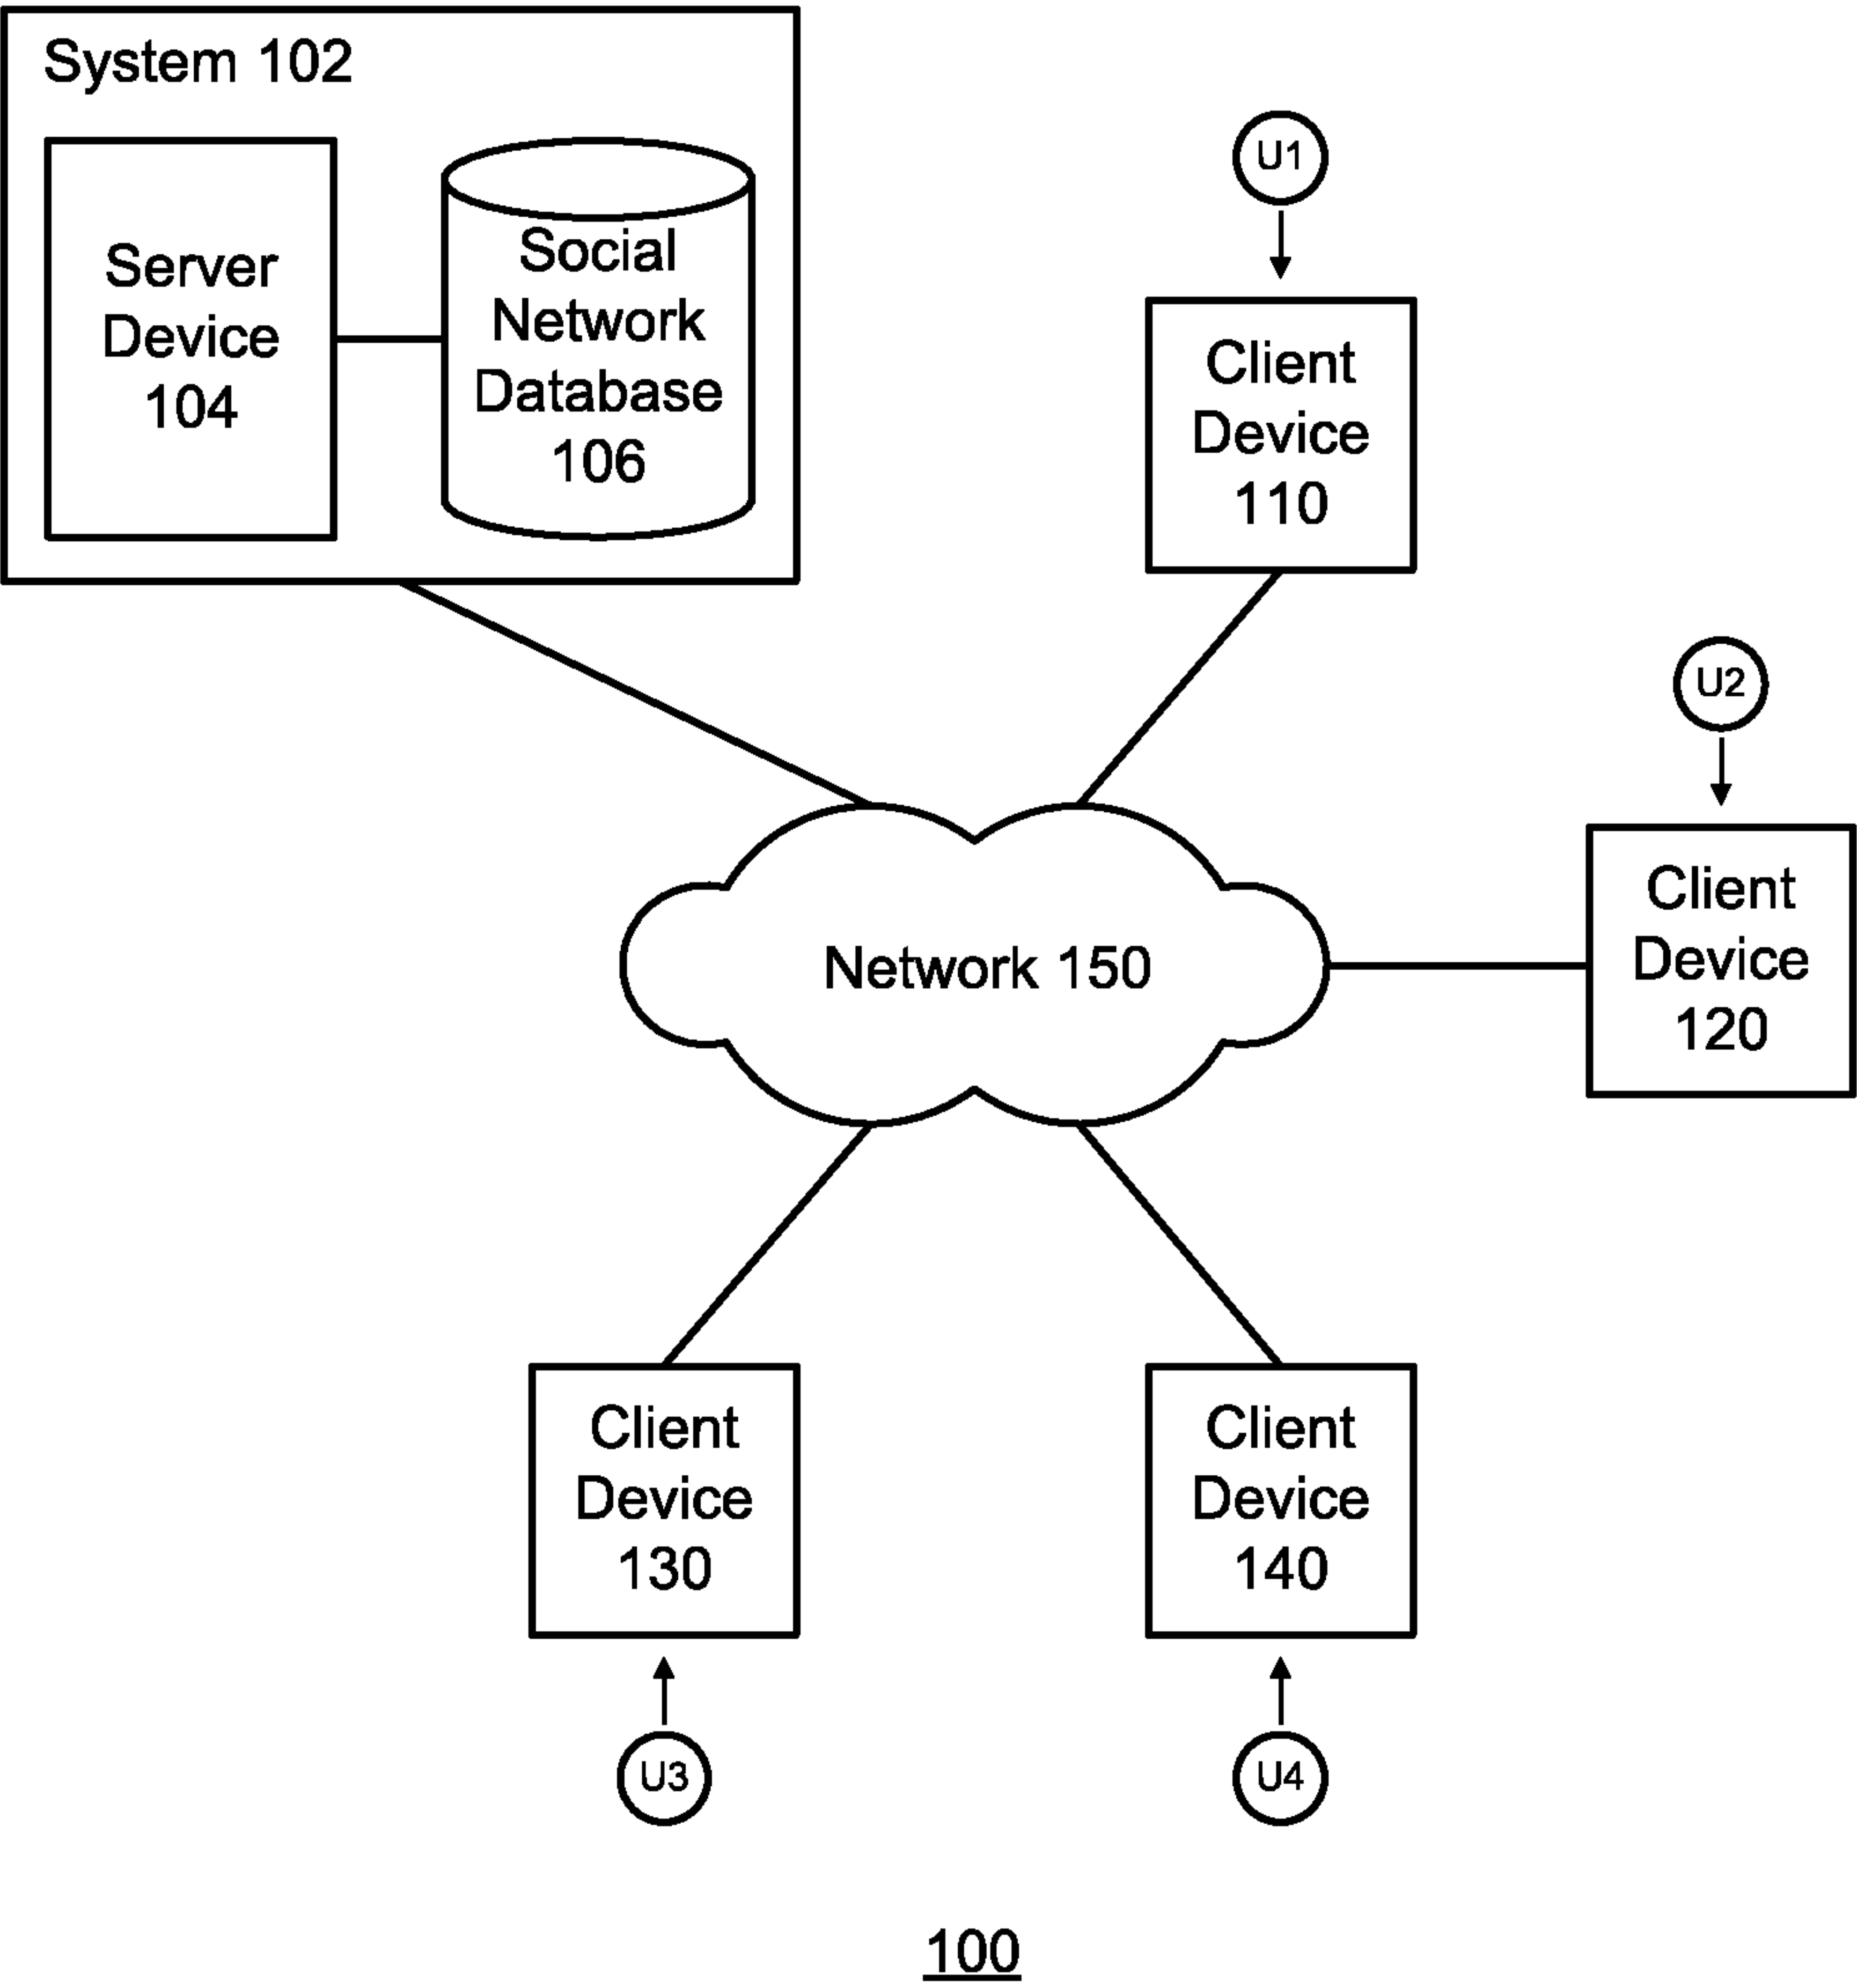 System 102
Server
Device
104
Social
Network
Database
106
U1
Client
Device
110
U2
Client
Device
120
Network 150
Client
Device
130
Client
Device
140
U3
U4
100